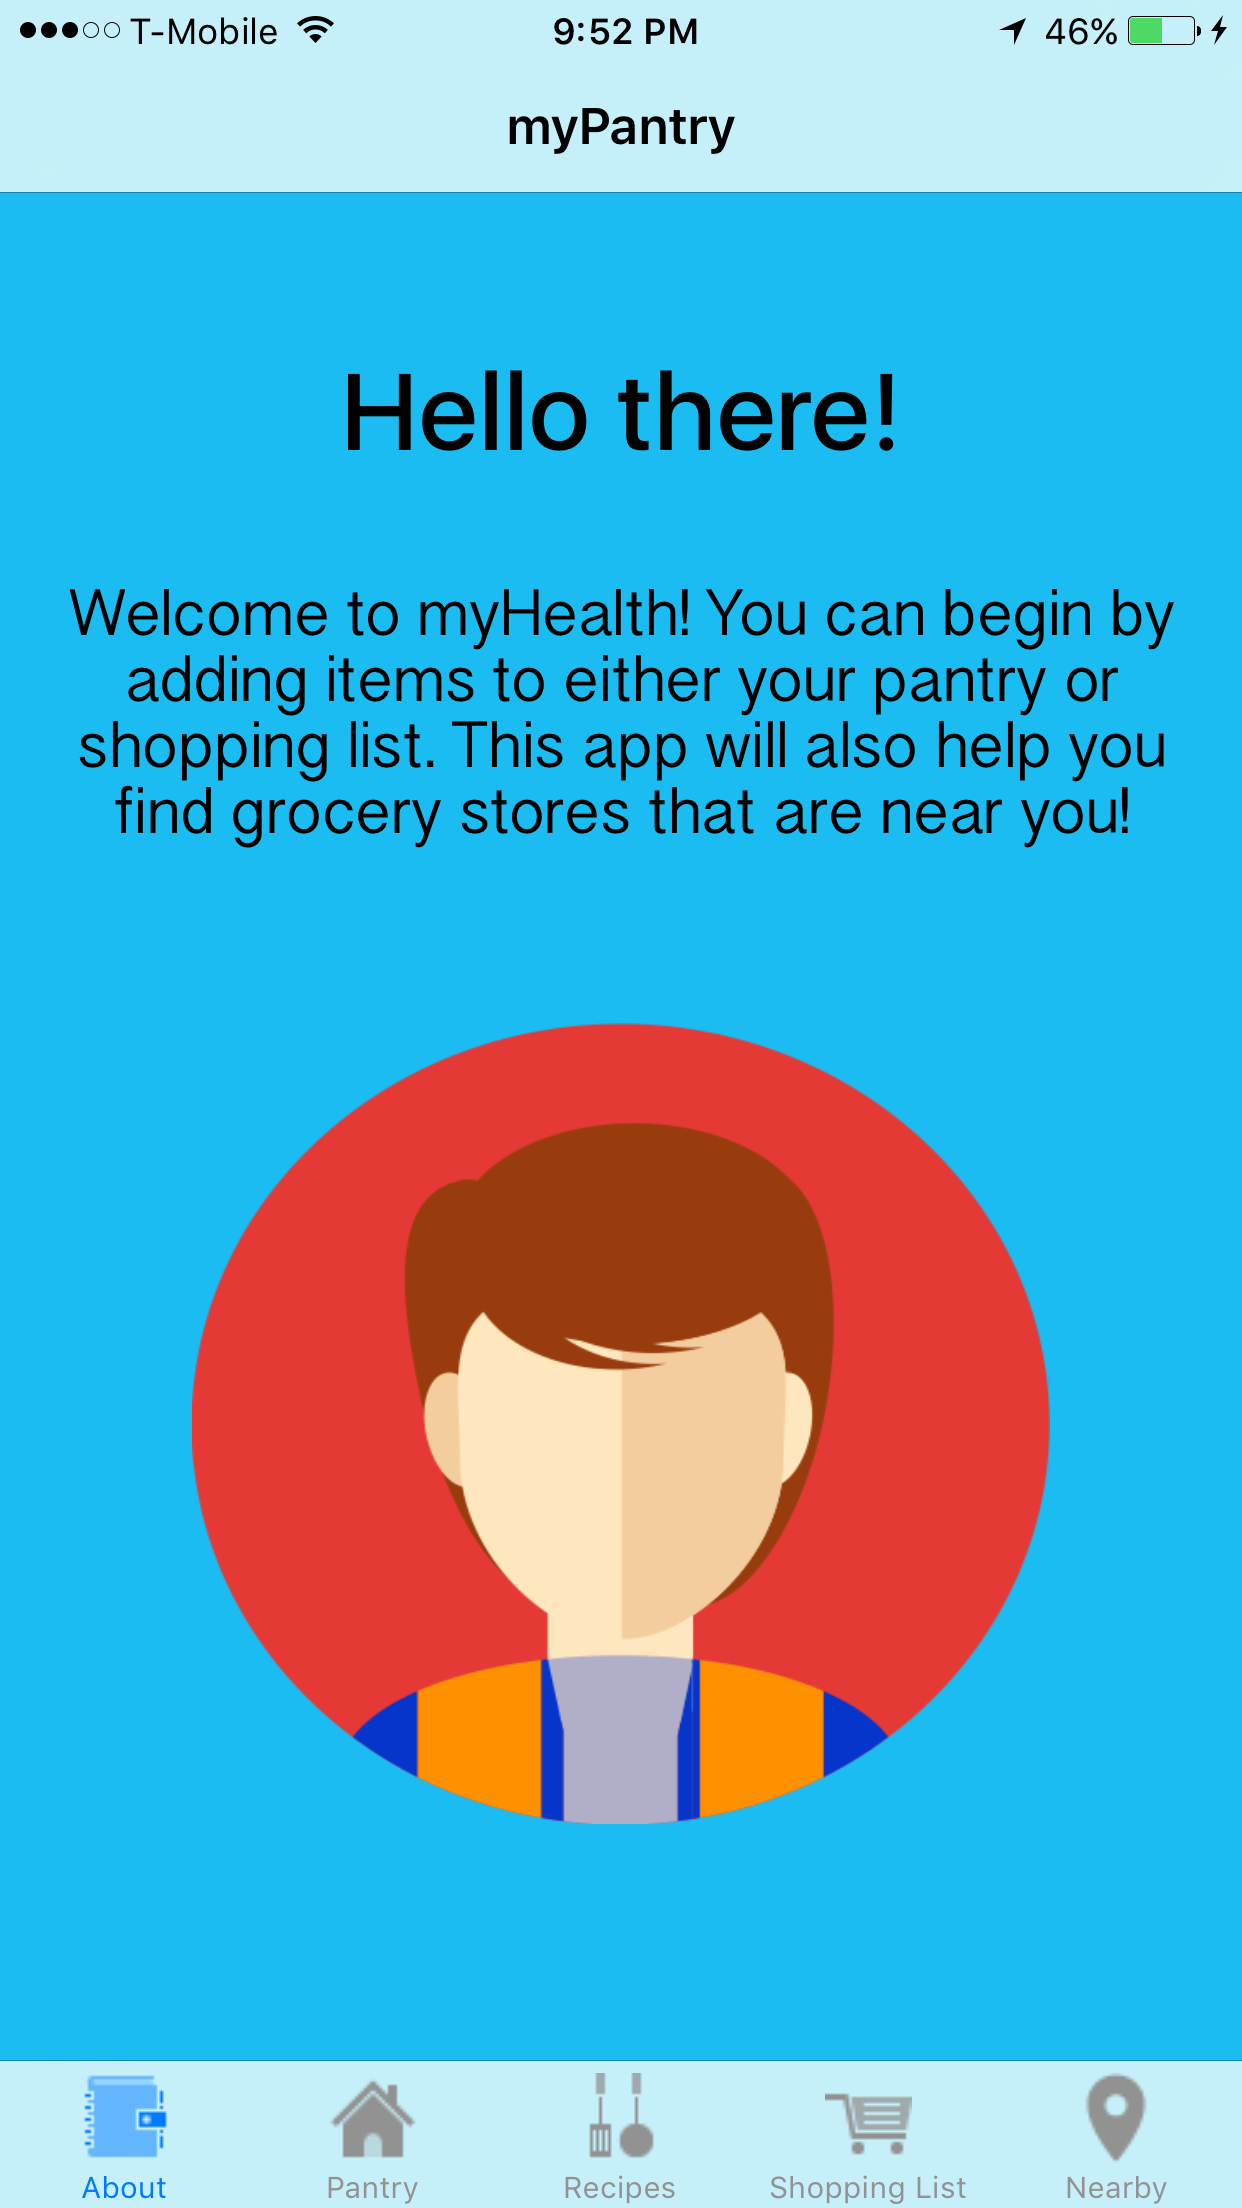 T-Mobile 9:52 PM 46%
myPantry
Hello there!
Welcome to myHealth! You can begin by
adding items to either your pantry or
shopping list. This app will also help you
find grocery stores that are near you!
About Pantry Recipes Shopping List Nearby